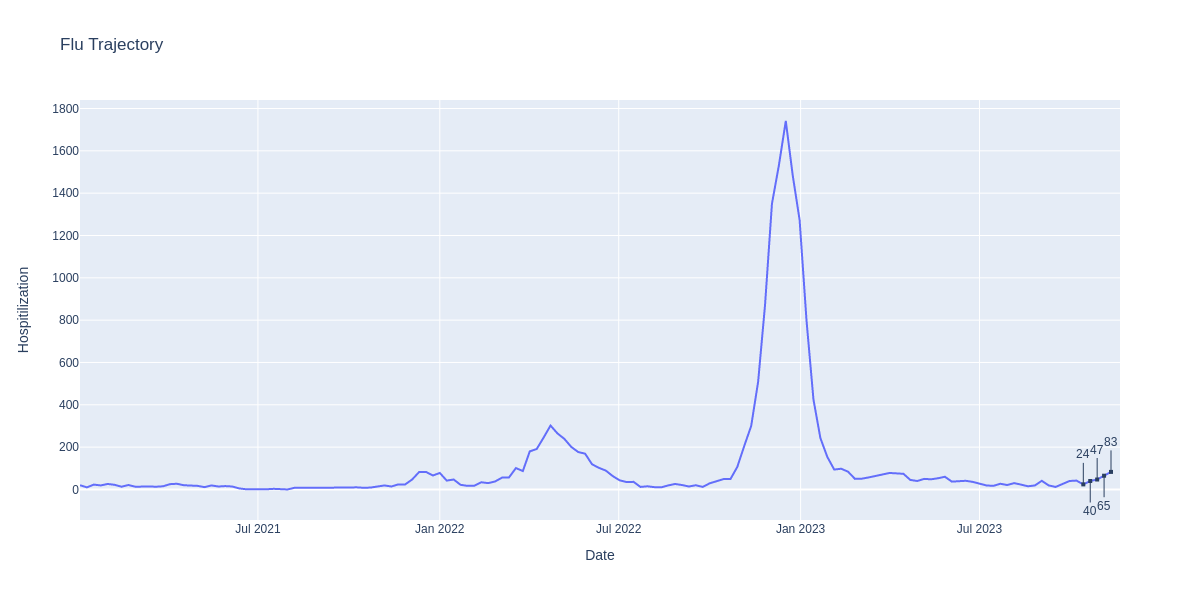 Flu Trajectory
1800
1600
1400
1200
1000
800
600
400
200
0
Hospitilization
24
40
47
65
83
Jul 2021
Jan 2022
Jul 2022
Jan 2023
Jul 2023
Date